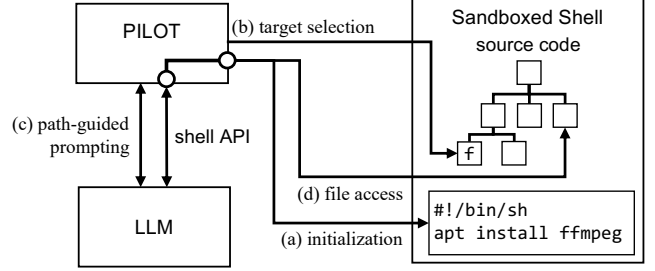 PILOT
(b) target selection
Sandboxed Shell
source code
f
(c) path-guided
prompting
shell API
(d) file access
LLM
(a) initialization
#!/bin/sh
apt install ffmpeg